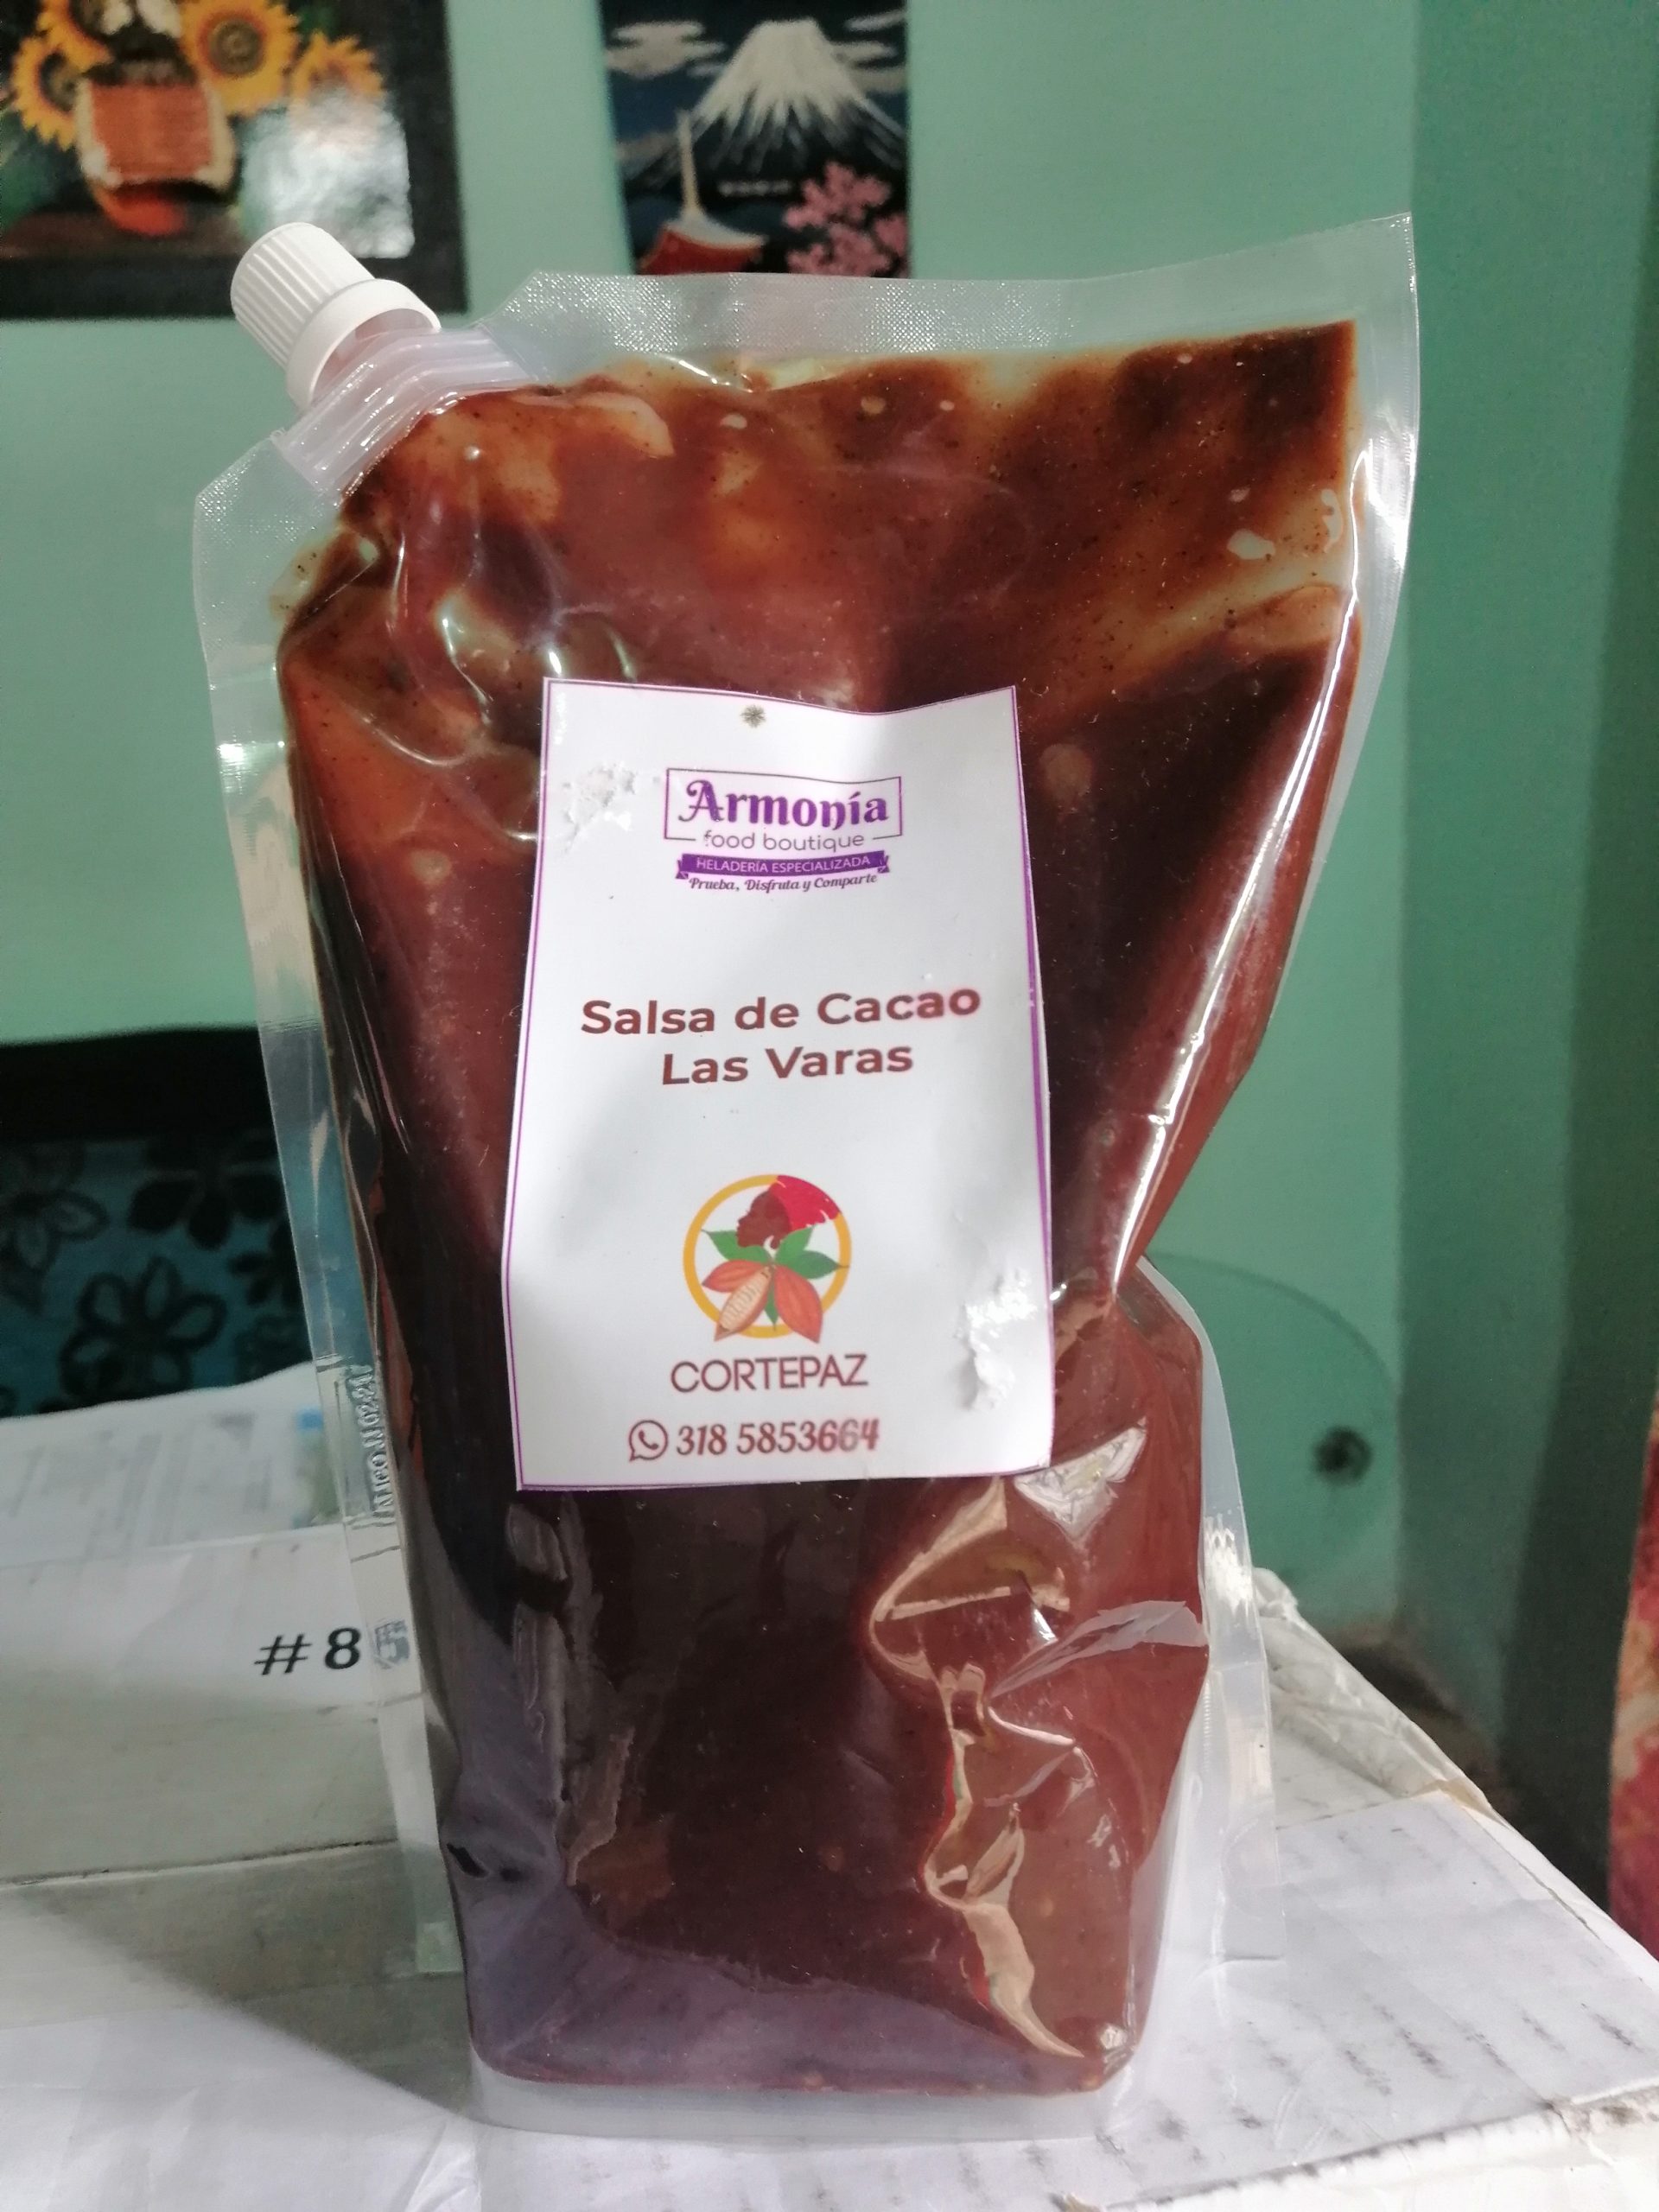 Armonía
food boutique
HELADERÍA ESPECIALIZADA
Prueba, Disfruta y Comparte
Salsa de Cacao
Las Varas
CORTEPAZ
318 5853664
#8